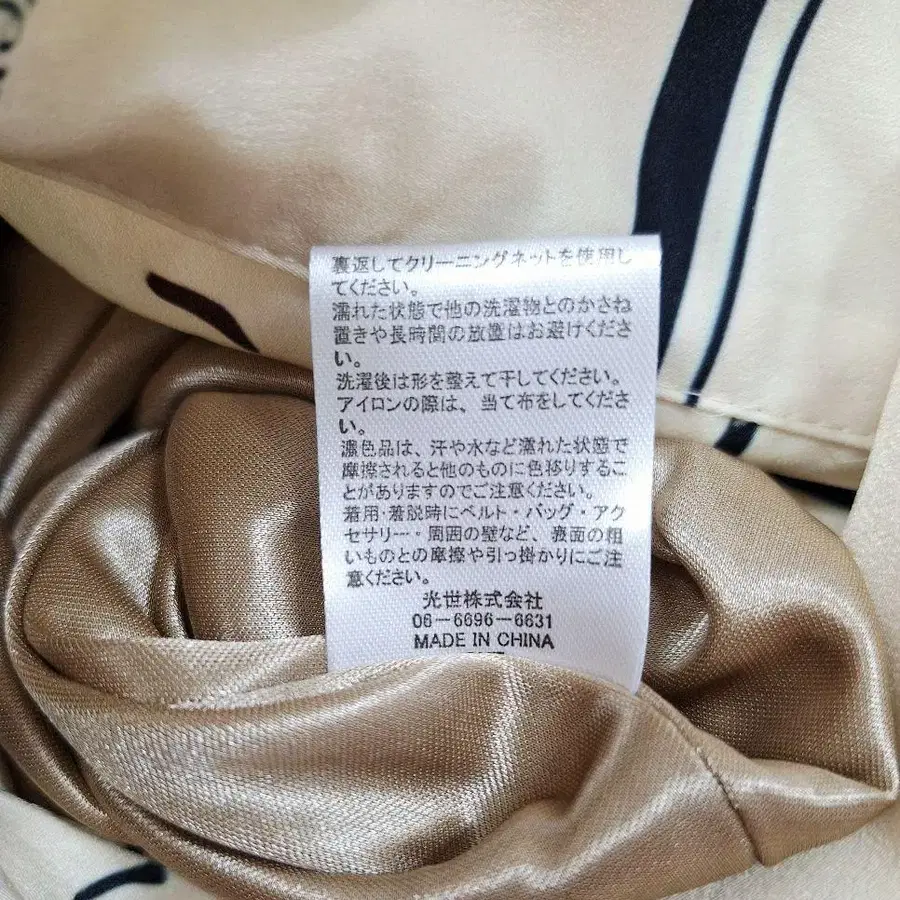 裏返してクリーニングネットを使用し
てください。
濡れた状態で他の洗濯物とのかさね
置きや長時間の放置はお避けくださ
い。
洗濯後は形を整えて干してください。
アイロンの際は、当て布をしてくださ
い。
濃色品は、汗や水など濡れた状態で
摩擦されると他のものに色移りするこ
とがありますのでご注意ください。
着用・着脱時にベルト・バッグ・アク
セサリー・周囲の壁など、表面の粗
いものとの摩擦や引っ掛かりにご注
意ください。
光世株式会社
06-6696-6631
MADE IN CHINA